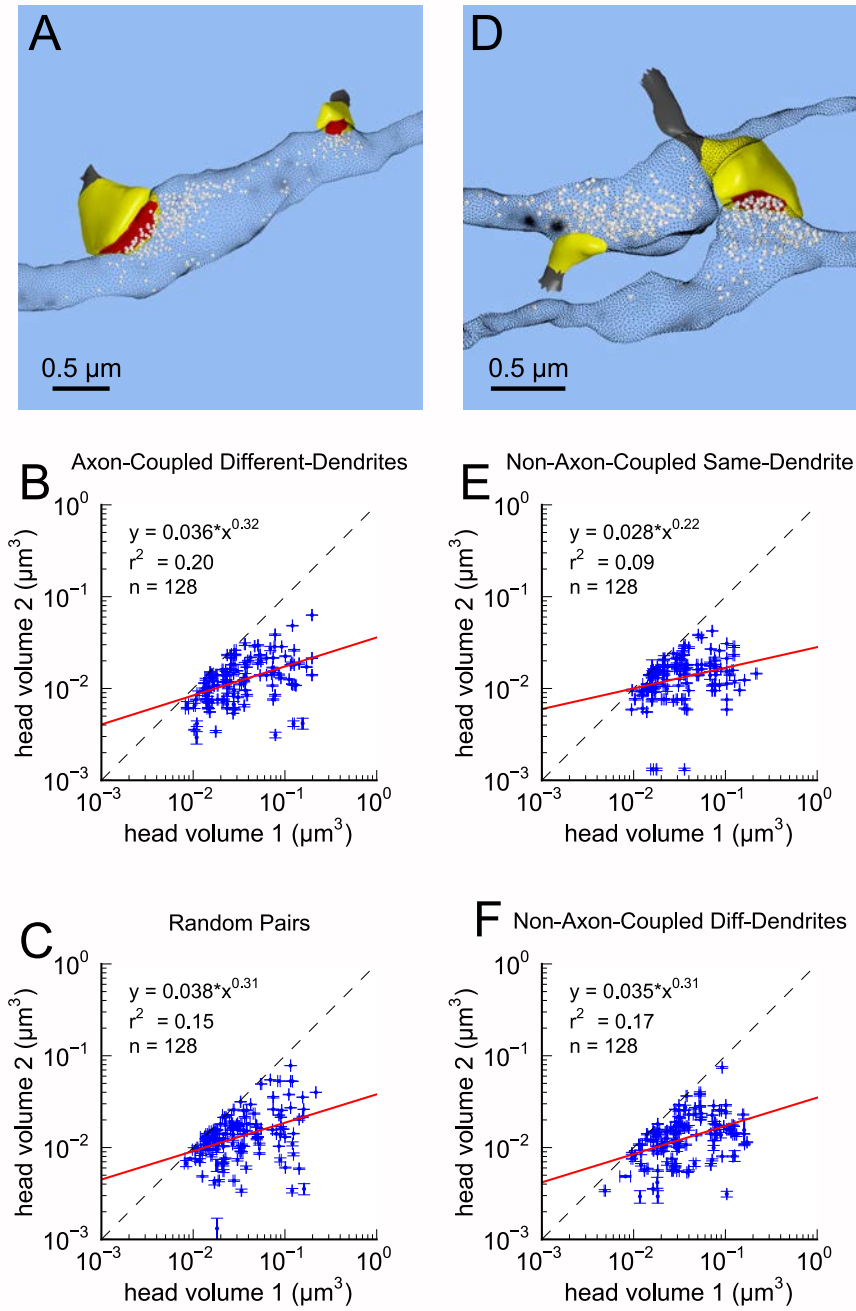 A
0.5 µm
D
0.5 µm
B
Axon-Coupled Different-Dendrites
y = 0.036*x^0.32
r^2 = 0.20
n = 128
head volume 2 (µm^3)
10^0
10^-1
10^-2
10^-3
10^-3 10^-2 10^-1 10^0
head volume 1 (µm^3)
E
Non-Axon-Coupled Same-Dendrite
y = 0.028*x^0.22
r^2 = 0.09
n = 128
head volume 2 (µm^3)
10^0
10^-1
10^-2
10^-3
10^-3 10^-2 10^-1 10^0
head volume 1 (µm^3)
C
Random Pairs
y = 0.038*x^0.31
r^2 = 0.15
n = 128
head volume 2 (µm^3)
10^0
10^-1
10^-2
10^-3
10^-3 10^-2 10^-1 10^0
head volume 1 (µm^3)
F
Non-Axon-Coupled Diff-Dendrites
y = 0.035*x^0.31
r^2 = 0.17
n = 128
head volume 2 (µm^3)
10^0
10^-1
10^-2
10^-3
10^-3 10^-2 10^-1 10^0
head volume 1 (µm^3)